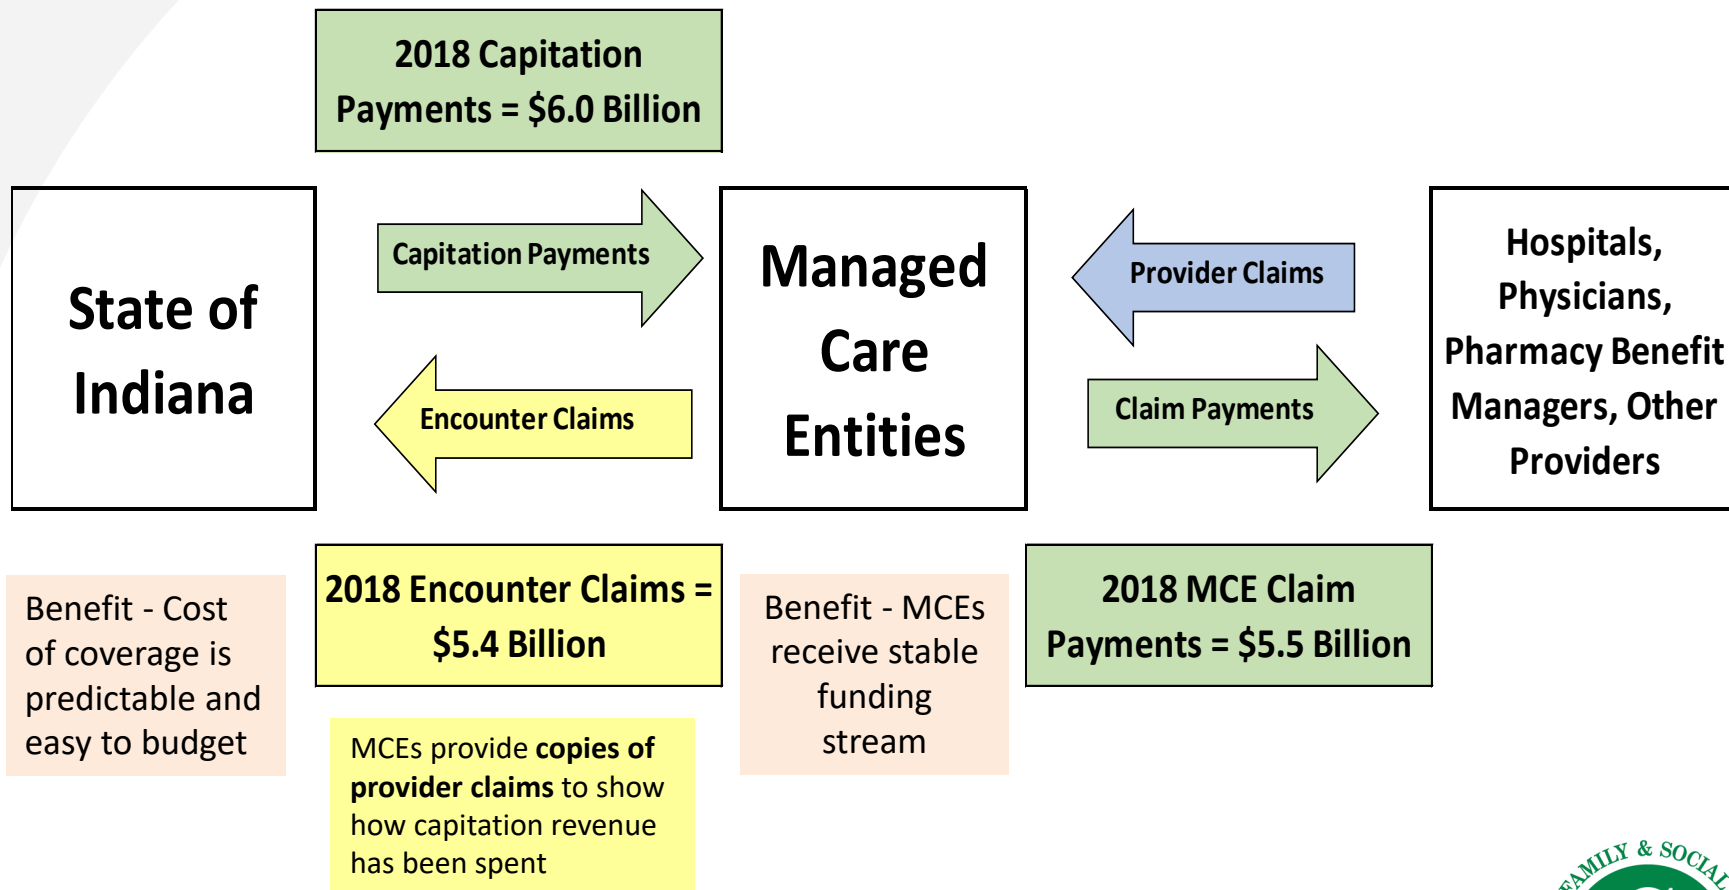 2018 Capitation
Payments = $6.0 Billion
State of
Indiana
Capitation Payments
Encounter Claims
Managed
Care
Entities
Provider Claims
Claim Payments
Hospitals,
Physicians,
Pharmacy Benefit
Managers, Other
Providers
Benefit - Cost
of coverage is
predictable and
easy to budget
2018 Encounter Claims =
$5.4 Billion
MCEs provide copies of
provider claims to show
how capitation revenue
has been spent
Benefit - MCEs
receive stable
funding
stream
2018 MCE Claim
Payments = $5.5 Billion
FAMILY & SOCIAL